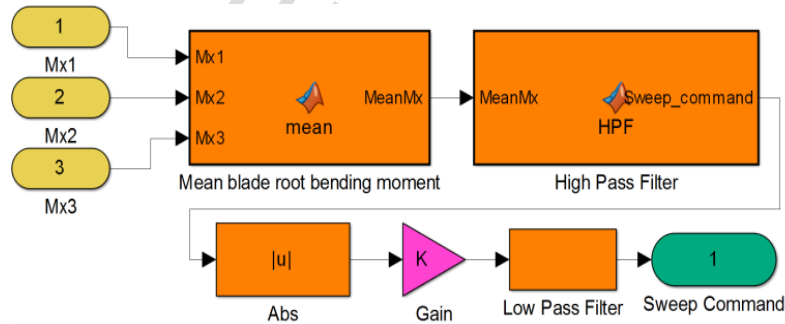 1
Mx1
2
Mx2
3
Mx3
Mx1
Mx2
Mx3
mean
MeanMx
Mean blade root bending moment
MeanMx
HPF
Sweep_command
High Pass Filter
|u|
Abs
K
Gain
Low Pass Filter
1
Sweep Command